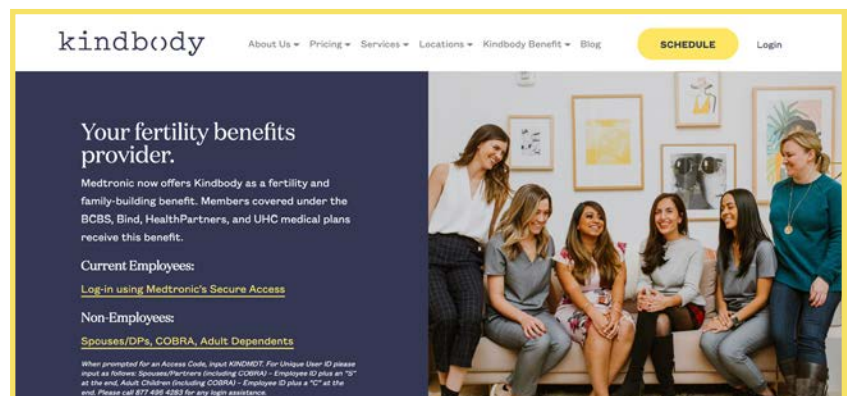 kindbody
About Us Pricing Services Locations Kindbody Benefit Blog SCHEDULE Login
Your fertility benefits
provider.
Medtronic now offers Kindbody as a fertility and
family-building benefit. Members covered under the
BCBS, Bind, HealthPartners, and UHC medical plans
receive this benefit.
Current Employees:
Log-in using Medtronic's Secure Access
Non-Employees:
Spouses/DPs, COBRA, Adult Dependents
When prompted for an Access Code, input KINDMDT. For Unique User ID please
input as follows: Spouses/Partners (including COBRA) – Employee ID plus an "S"
at the end, Adult Children (including COBRA) – Employee ID plus a "C" at the
end. Please call 877 495 4283 for any login assistance.